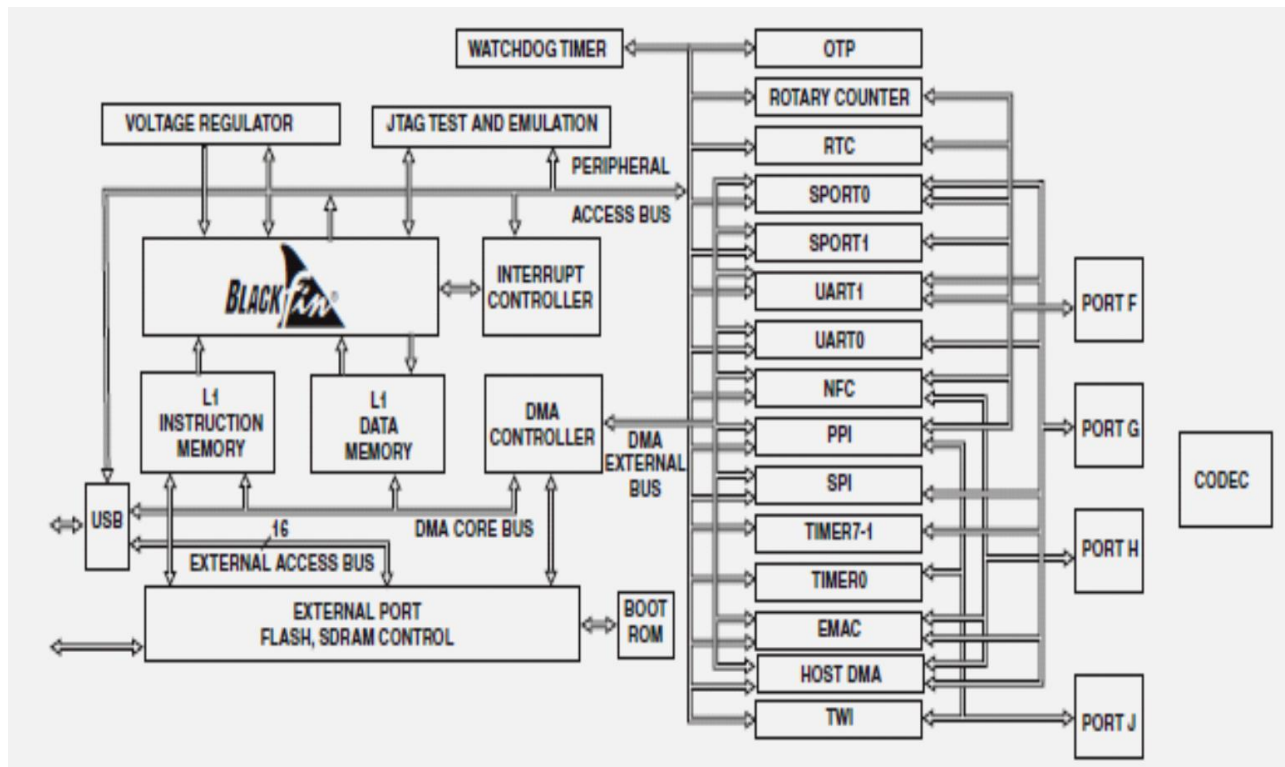 WATCHDOG TIMER
OTP
ROTARY COUNTER
VOLTAGE REGULATOR
JTAG TEST AND EMULATION
RTC
PERIPHERAL
ACCESS BUS
SPORT0
SPORT1
BLACKfin®
INTERRUPT
CONTROLLER
UART1
PORT F
UART0
L1
INSTRUCTION
MEMORY
L1
DATA
MEMORY
DMA
CONTROLLER
DMA
EXTERNAL
BUS
NFC
PPI
PORT G
SPI
CODEC
USB
16
DMA CORE BUS
EXTERNAL ACCESS BUS
TIMER7-1
PORT H
TIMER0
EXTERNAL PORT
FLASH, SDRAM CONTROL
BOOT
ROM
EMAC
HOST DMA
TWI
PORT J